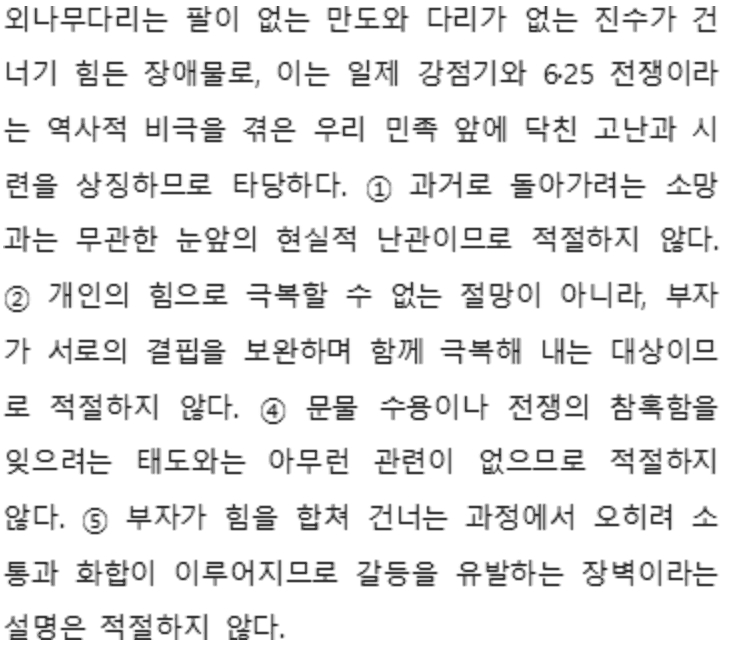 외나무다리는 팔이 없는 만도와 다리가 없는 진수가 건
너기 힘든 장애물로, 이는 일제 강점기와 6·25 전쟁이라
는 역사적 비극을 겪은 우리 민족 앞에 닥친 고난과 시
련을 상징하므로 타당하다. ① 과거로 돌아가려는 소망
과는 무관한 눈앞의 현실적 난관이므로 적절하지 않다.
② 개인의 힘으로 극복할 수 없는 절망이 아니라, 부자
가 서로의 결핍을 보완하며 함께 극복해 내는 대상이므
로 적절하지 않다. ④ 문물 수용이나 전쟁의 참혹함을
잊으려는 태도와는 아무런 관련이 없으므로 적절하지
않다. ⑤ 부자가 힘을 합쳐 건너는 과정에서 오히려 소
통과 화합이 이루어지므로 갈등을 유발하는 장벽이라는
설명은 적절하지 않다.